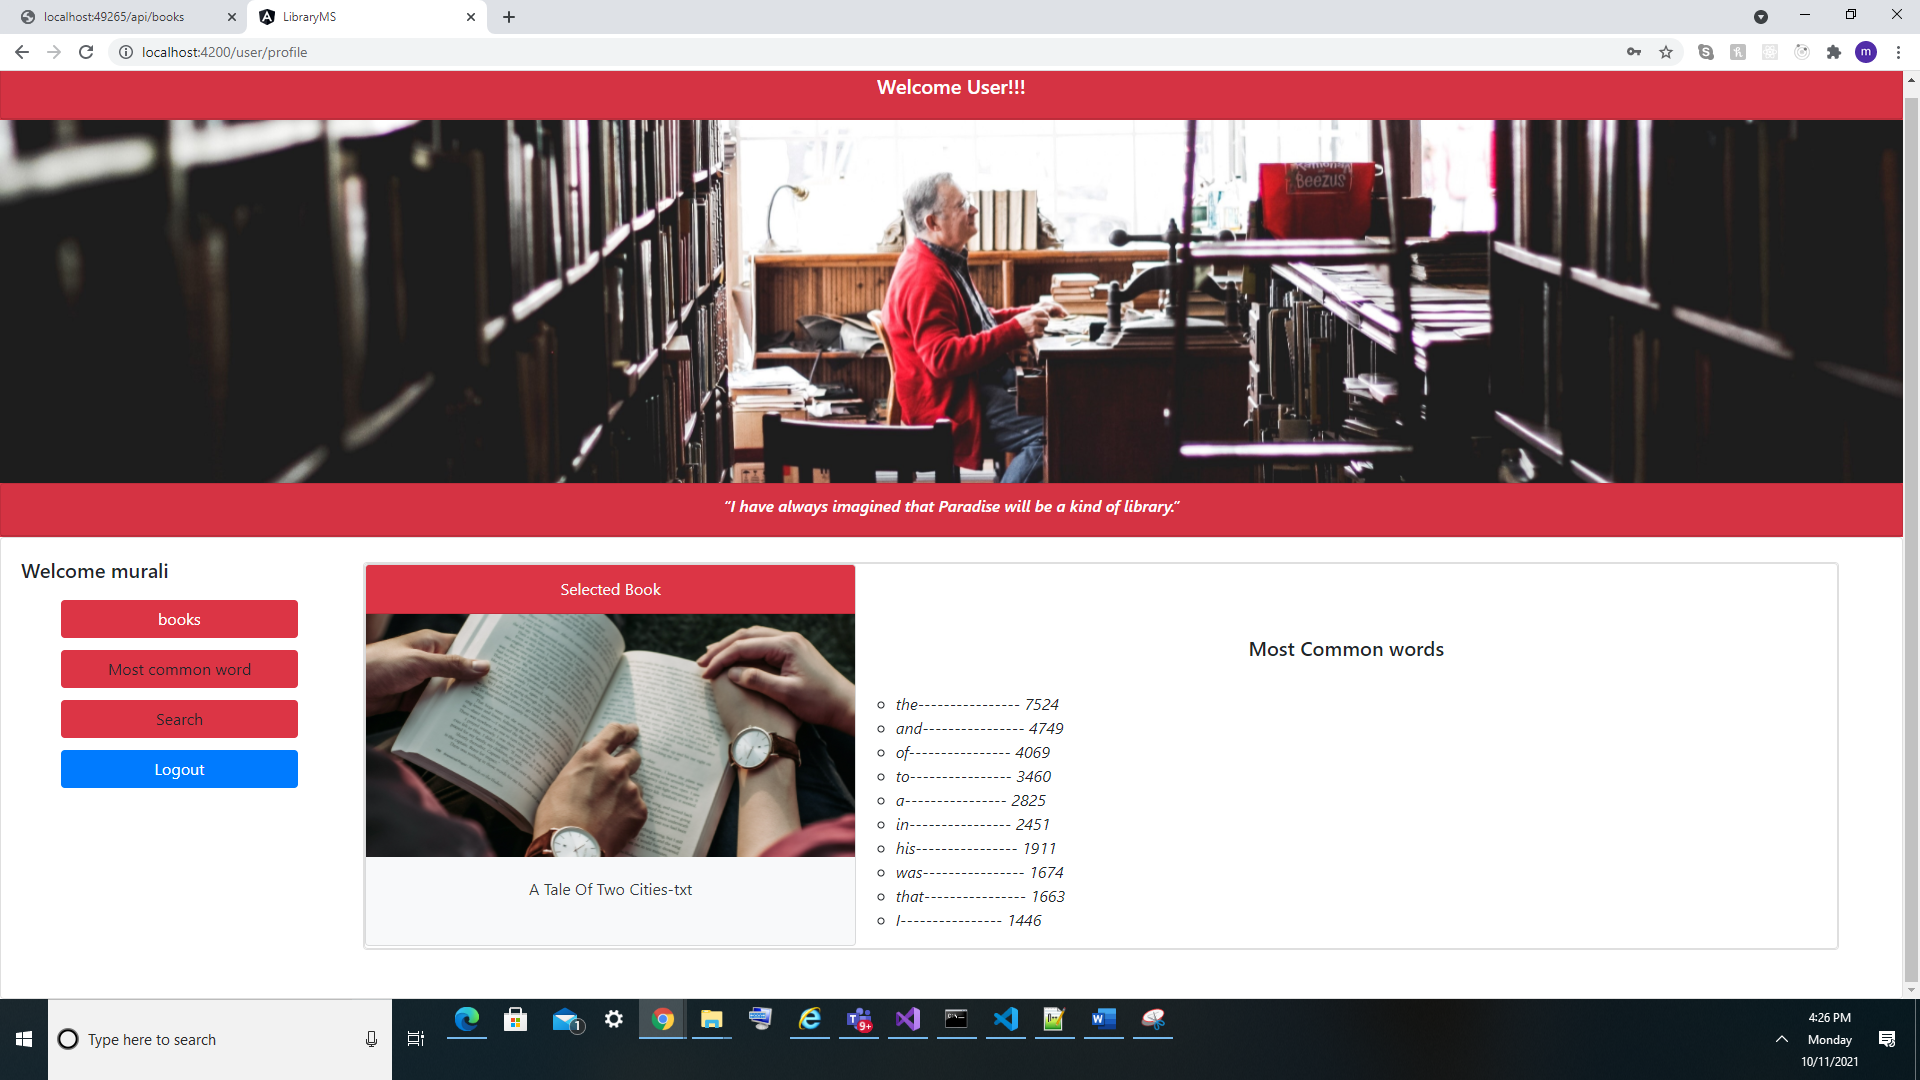 localhost:49265/api/books
LibraryMS
localhost:4200/user/profile
m
Welcome User!!!
Beezus
“I have always imagined that Paradise will be a kind of library.”
Welcome murali
books
Most common word
Search
Logout
Selected Book
A Tale Of Two Cities-txt
Most Common words
the---------------- 7524
and---------------- 4749
of---------------- 4069
to---------------- 3460
a---------------- 2825
in---------------- 2451
his---------------- 1911
was---------------- 1674
that---------------- 1663
I---------------- 1446
Type here to search
1
9+
4:26 PM
Monday
10/11/2021